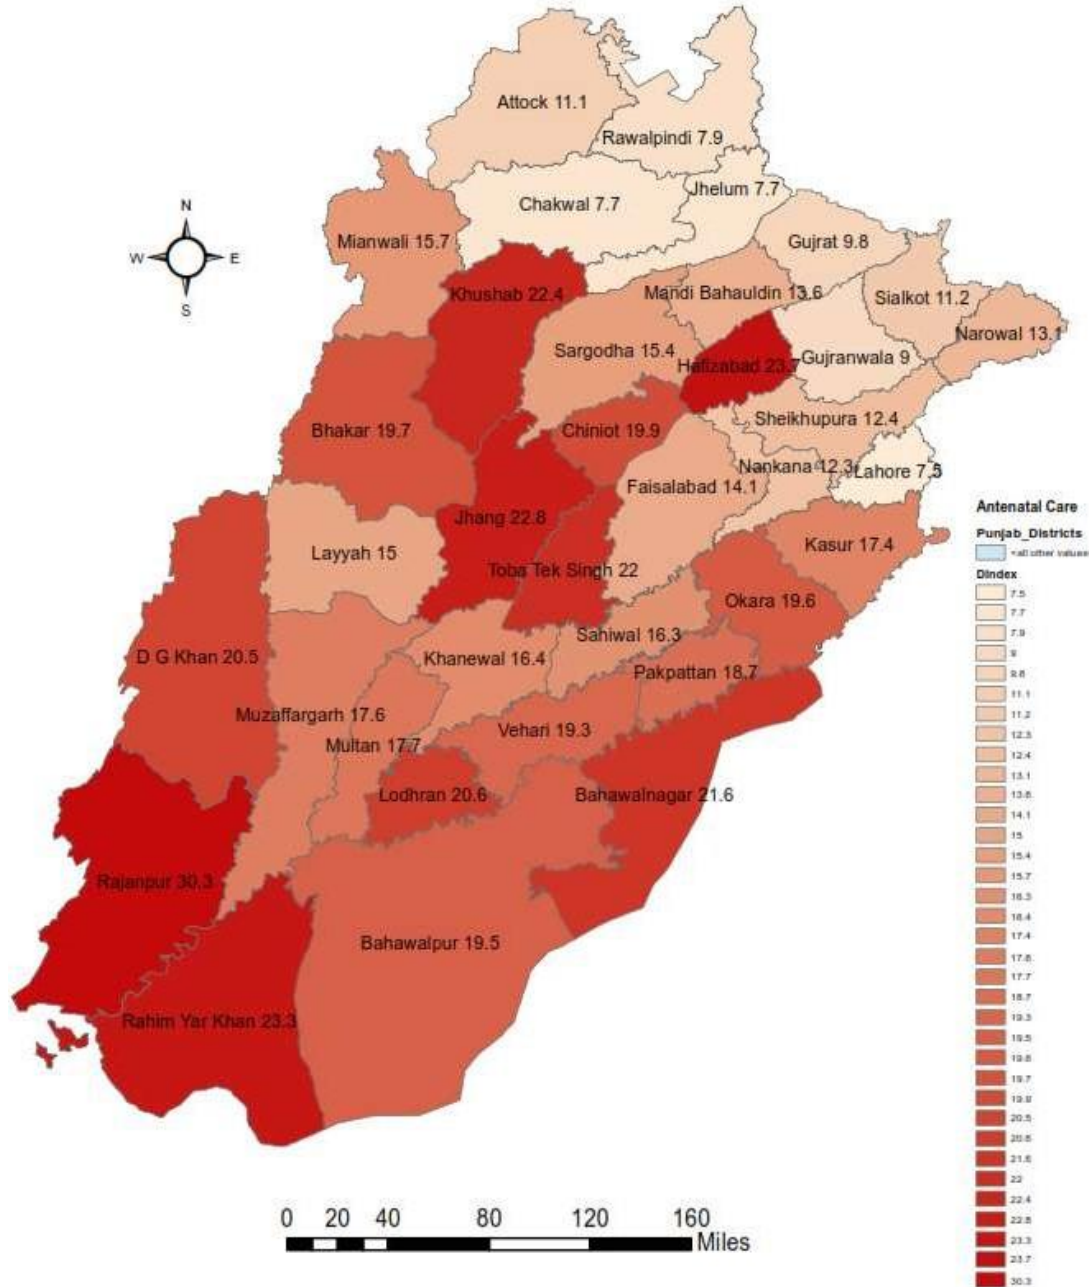 Attock 11.1
Rawalpindi 7.9
Jhelum 7.7
Chakwal 7.7
N
W E
S
Mianwali 15.7
Gujrat 9.8
Khushab 22.4
Mandi Bahauldin 13.6
Sialkot 11.2
Narowal 13.1
Sargodha 15.4
Hafizabad 23.7
Gujranwala 9
Sheikhupura 12.4
Bhakar 19.7
Chiniot 19.9
Nankana 12.3
Lahore 7.5
Faisalabad 14.1
Jhang 22.8
Layyah 15
Kasur 17.4
Toba Tek Singh 22
Okara 19.6
Sahiwal 16.3
D G Khan 20.5
Khanewal 16.4
Pakpattan 18.7
Muzaffargarh 17.6
Vehari 19.3
Multan 17.7
Lodhran 20.6
Bahawalnagar 21.6
Rajanpur 30.3
Bahawalpur 19.5
Rahim Yar Khan 23.3
Antenatal Care
Punjab_Districts
<all other values
DIndex
7.5
7.7
7.9
9
9.8
11.1
11.2
12.3
12.4
13.1
13.6
14.1
15
15.4
15.7
16.3
16.4
17.4
17.6
17.7
18.7
19.3
19.5
19.6
19.7
19.9
20.5
20.6
21.6
22
22.4
22.8
23.3
23.7
30.3
0 20 40 80 120 160
Miles